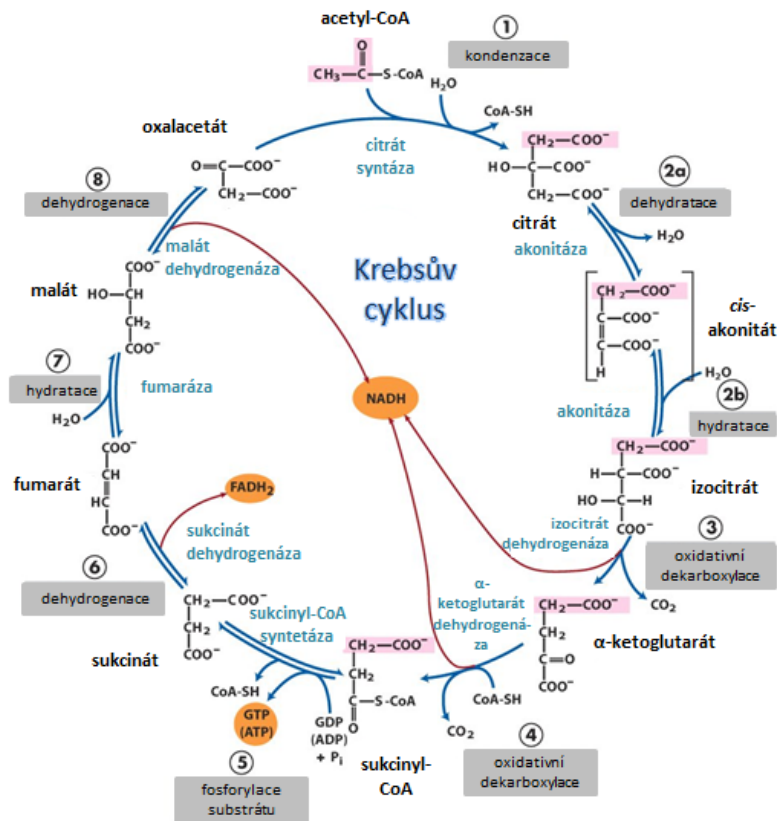 acetyl-CoA
O
CH₃—C—S-CoA
①
kondenzace
H₂O
CoA-SH
citrát
syntáza
oxalacetát
O=C—COO⁻
CH₂—COO⁻
CH₂—COO⁻
HO—C—COO⁻
CH₂—COO⁻
citrát
2a
dehydratace
H₂O
akonitáza
CH₂—COO⁻
C—COO⁻
C—COO⁻
H
cis-
akonitát
akonitáza
H₂O
2b
hydratace
CH₂—COO⁻
H—C—COO⁻
HO—C—H
COO⁻
izocitrát
izocitrát
dehydrogenáza
③
oxidativní
dekarboxylace
CO₂
CH₂—COO⁻
CH₂
C=O
COO⁻
α-ketoglutarát
α-
ketoglutarát
dehydrogená-
za
CoA-SH
CO₂
④
oxidativní
dekarboxylace
CH₂—COO⁻
CH₂
C—S-CoA
O
sukcinyl-
CoA
sukcinyl-CoA
syntetáza
GDP
(ADP)
+ Pᵢ
GTP
(ATP)
CoA-SH
⑤
fosforylace
substrátu
CH₂—COO⁻
CH₂
COO⁻
sukcinát
⑥
dehydrogenace
sukcinát
dehydrogenáza
FADH₂
COO⁻
CH
HC
COO⁻
fumarát
⑦
hydratace
H₂O
fumaráza
COO⁻
HO—CH
CH₂
COO⁻
malát
⑧
dehydrogenace
malát
dehydrogenáza
Krebsův
cyklus
NADH